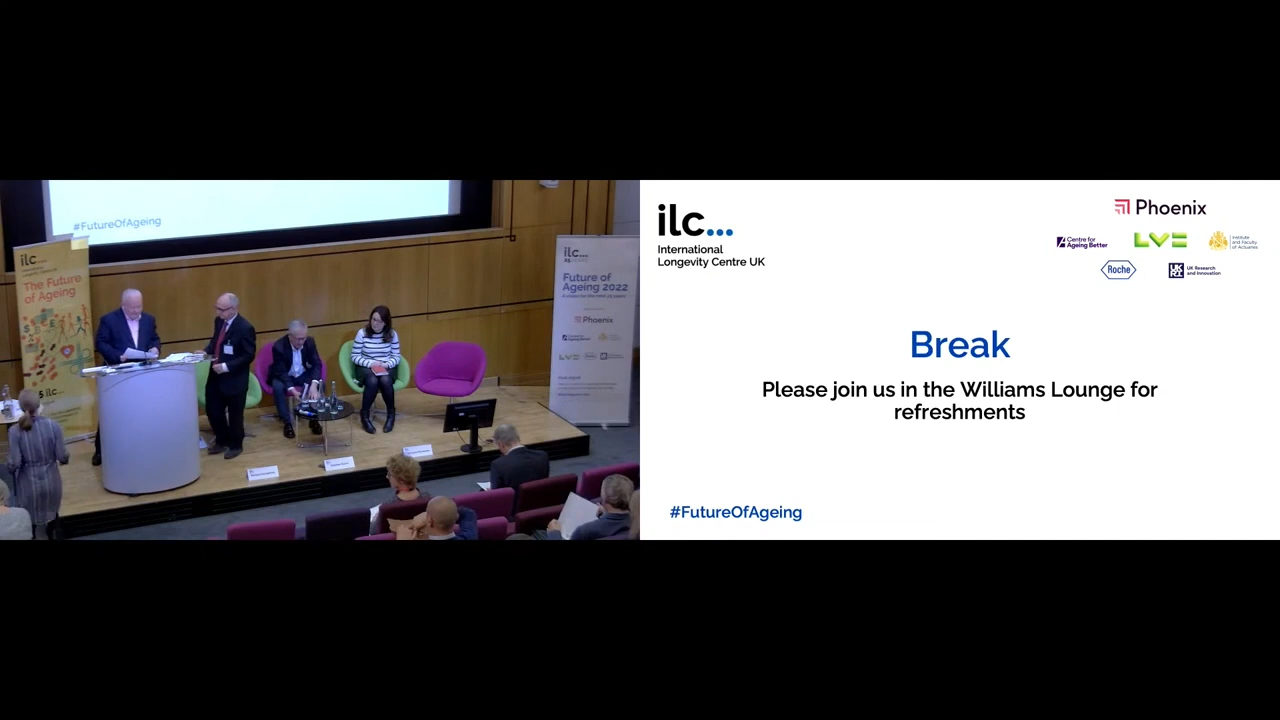 #FutureOfAgeing
ilc...
The Future
of Ageing
ilc...
ilc...
Future of
Ageing 2022
Phoenix
ilc...
International
Longevity Centre UK
Phoenix
Centre for
Ageing Better
LV=
Institute
and Faculty
of Actuaries
Roche
UK Research
and Innovation
Break
Please join us in the Williams Lounge for
refreshments
#FutureOfAgeing